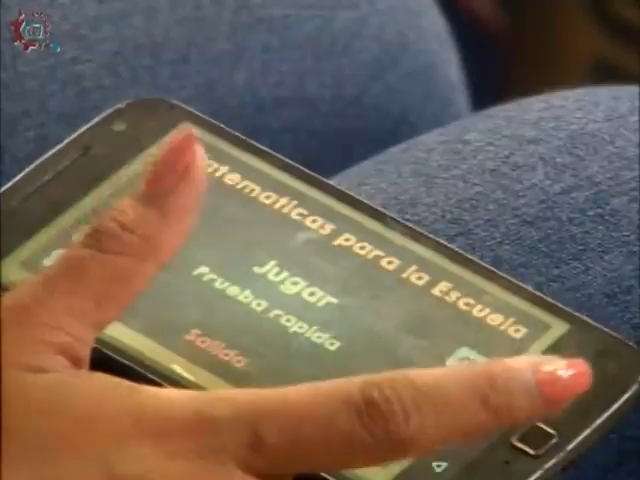 atematicas para la Escuela
Jugar
Prueba rapida
Salida